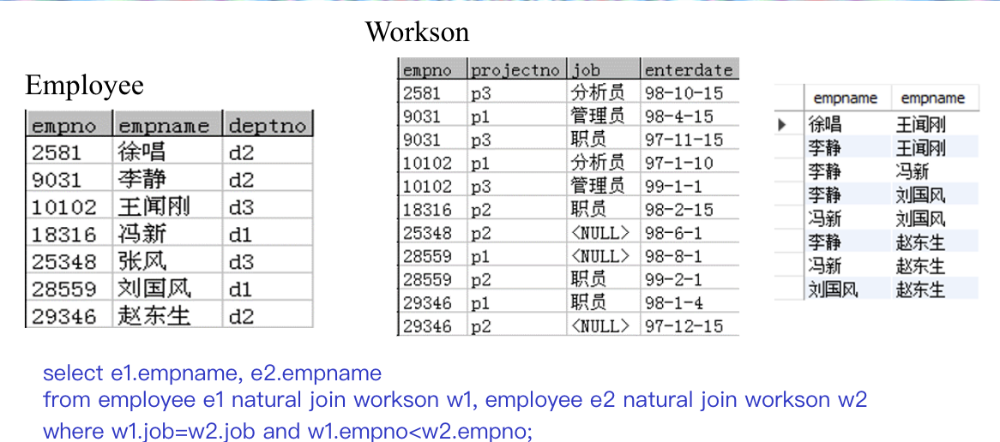 Workson
Employee
empno empname deptno
2581 徐唱 d2
9031 李静 d2
10102 王闻刚 d3
18316 冯新 d1
25348 张风 d3
28559 刘国风 d1
29346 赵东生 d2
empno projectno job enterdate
2581 p3 分析员 98-10-15
9031 p1 管理员 98-4-15
9031 p3 职员 97-11-15
10102 p1 分析员 97-1-10
10102 p3 管理员 99-1-1
18316 p2 职员 98-2-15
25348 p2 <NULL> 98-6-1
28559 p1 <NULL> 98-8-1
28559 p2 职员 99-2-1
29346 p1 职员 98-1-4
29346 p2 <NULL> 97-12-15
empname empname
徐唱 王闻刚
李静 王闻刚
李静 冯新
李静 刘国风
冯新 刘国风
李静 赵东生
冯新 赵东生
刘国风 赵东生
select e1.empname, e2.empname
from employee e1 natural join workson w1, employee e2 natural join workson w2
where w1.job=w2.job and w1.empno<w2.empno;